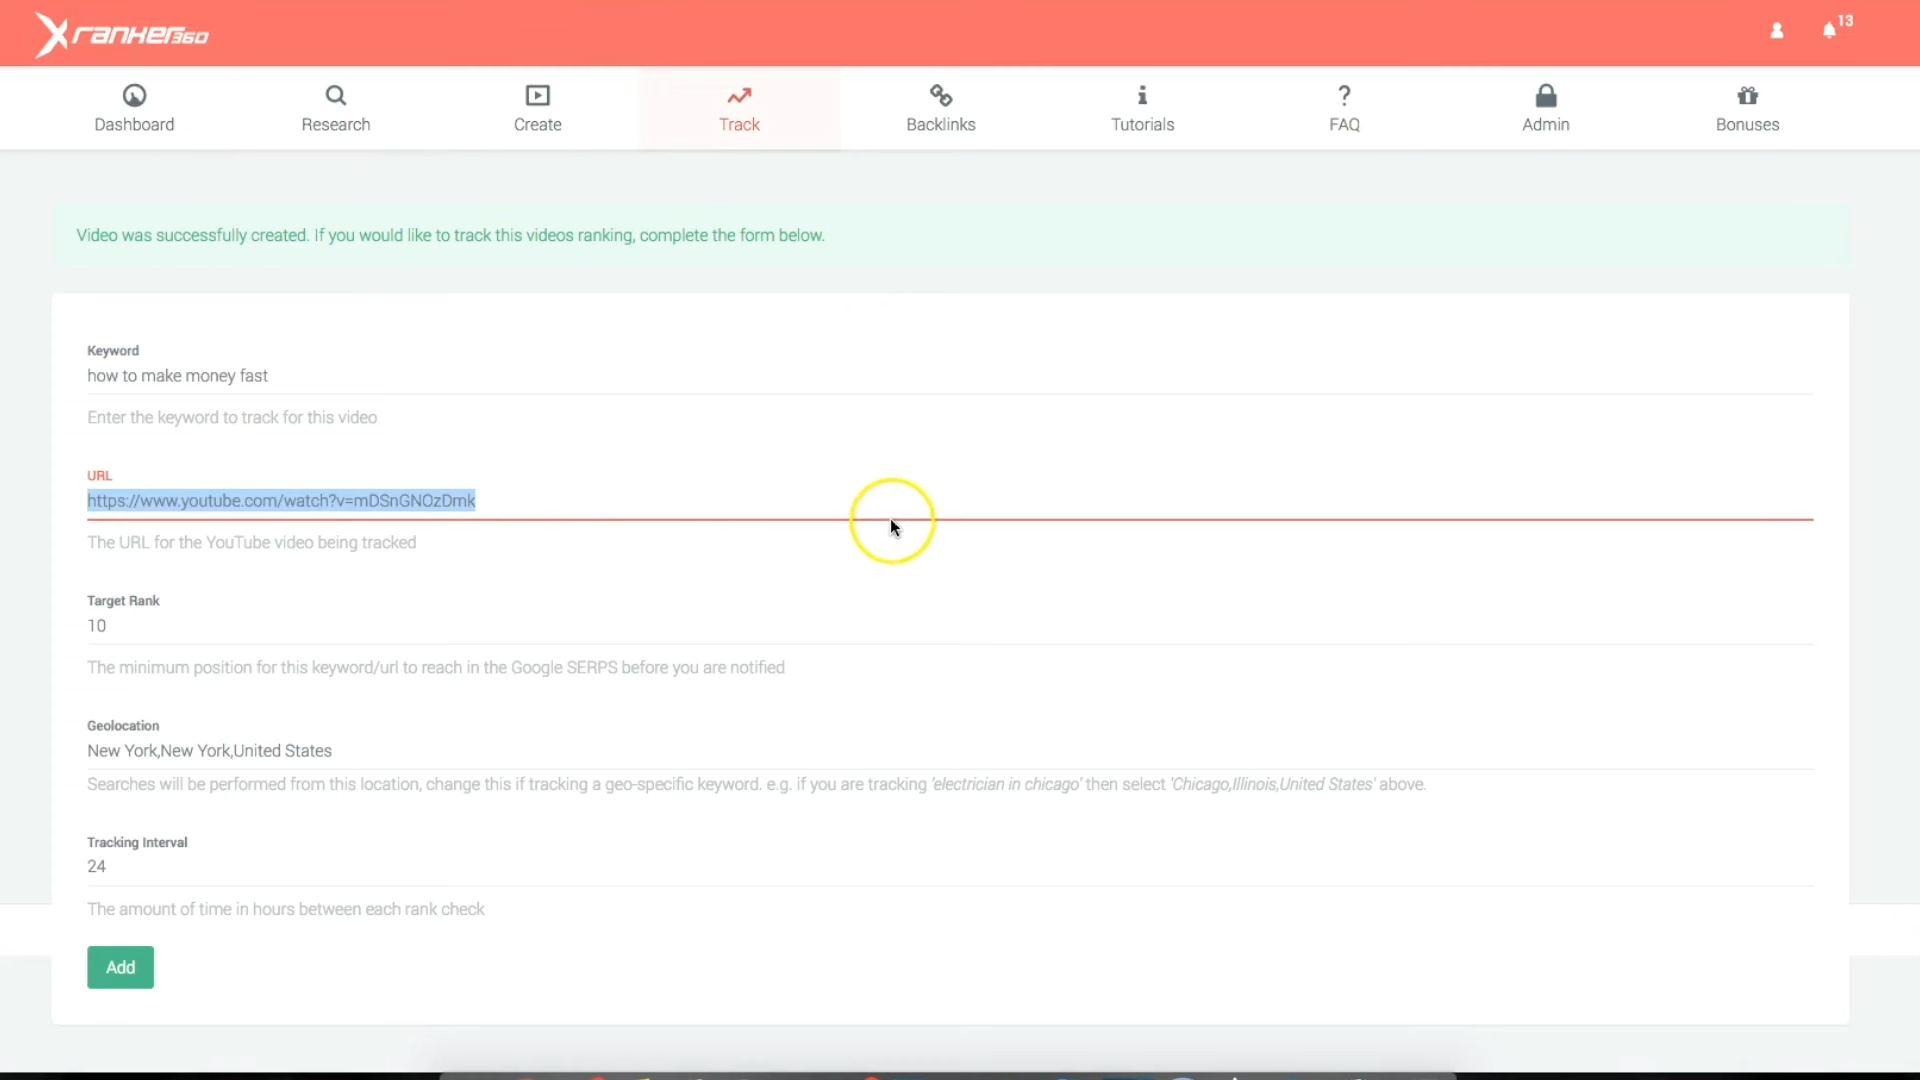 Xranker360
13
Dashboard
Research
Create
Track
Backlinks
Tutorials
FAQ
Admin
Bonuses
Video was successfully created. If you would like to track this videos ranking, complete the form below.
Keyword
how to make money fast
Enter the keyword to track for this video
URL
https://www.youtube.com/watch?v=mDSnGNOzDmk
The URL for the YouTube video being tracked
Target Rank
10
The minimum position for this keyword/url to reach in the Google SERPS before you are notified
Geolocation
New York,New York,United States
Searches will be performed from this location, change this if tracking a geo-specific keyword. e.g. if you are tracking 'electrician in chicago' then select 'Chicago,Illinois,United States' above.
Tracking Interval
24
The amount of time in hours between each rank check
Add